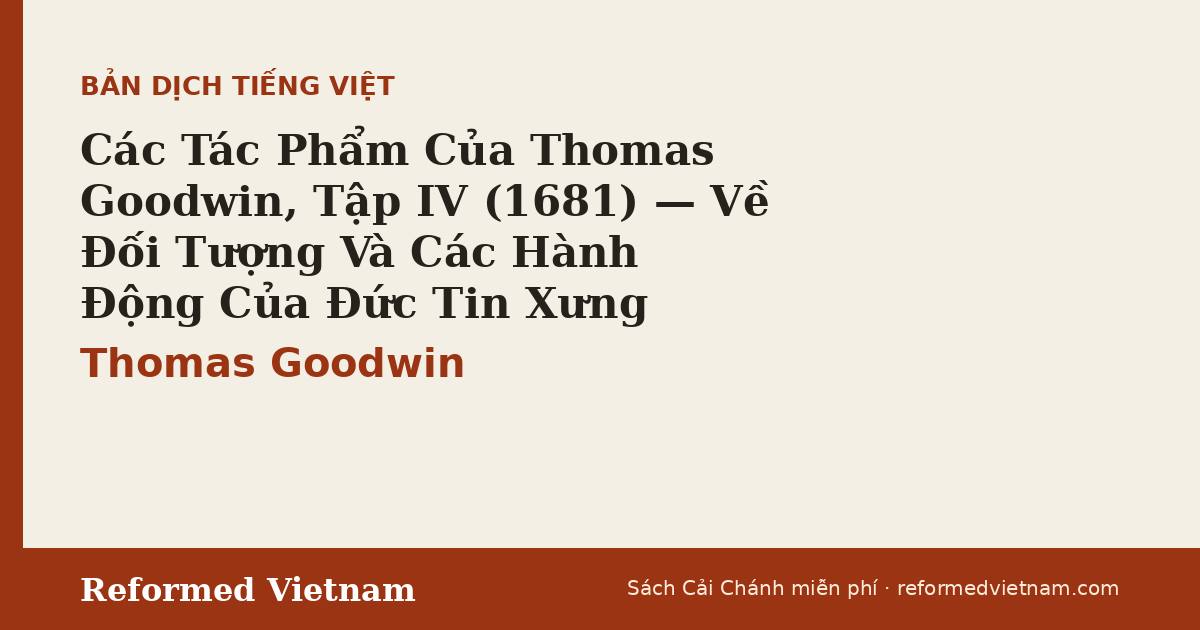 BẢN DỊCH TIẾNG VIỆT
Các Tác Phẩm Của Thomas
Goodwin, Tập IV (1681) — Về
Đối Tượng Và Các Hành
Động Của Đức Tin Xưng
Thomas Goodwin
Reformed Vietnam
Sách Cải Chánh miễn phí · reformedvietnam.com